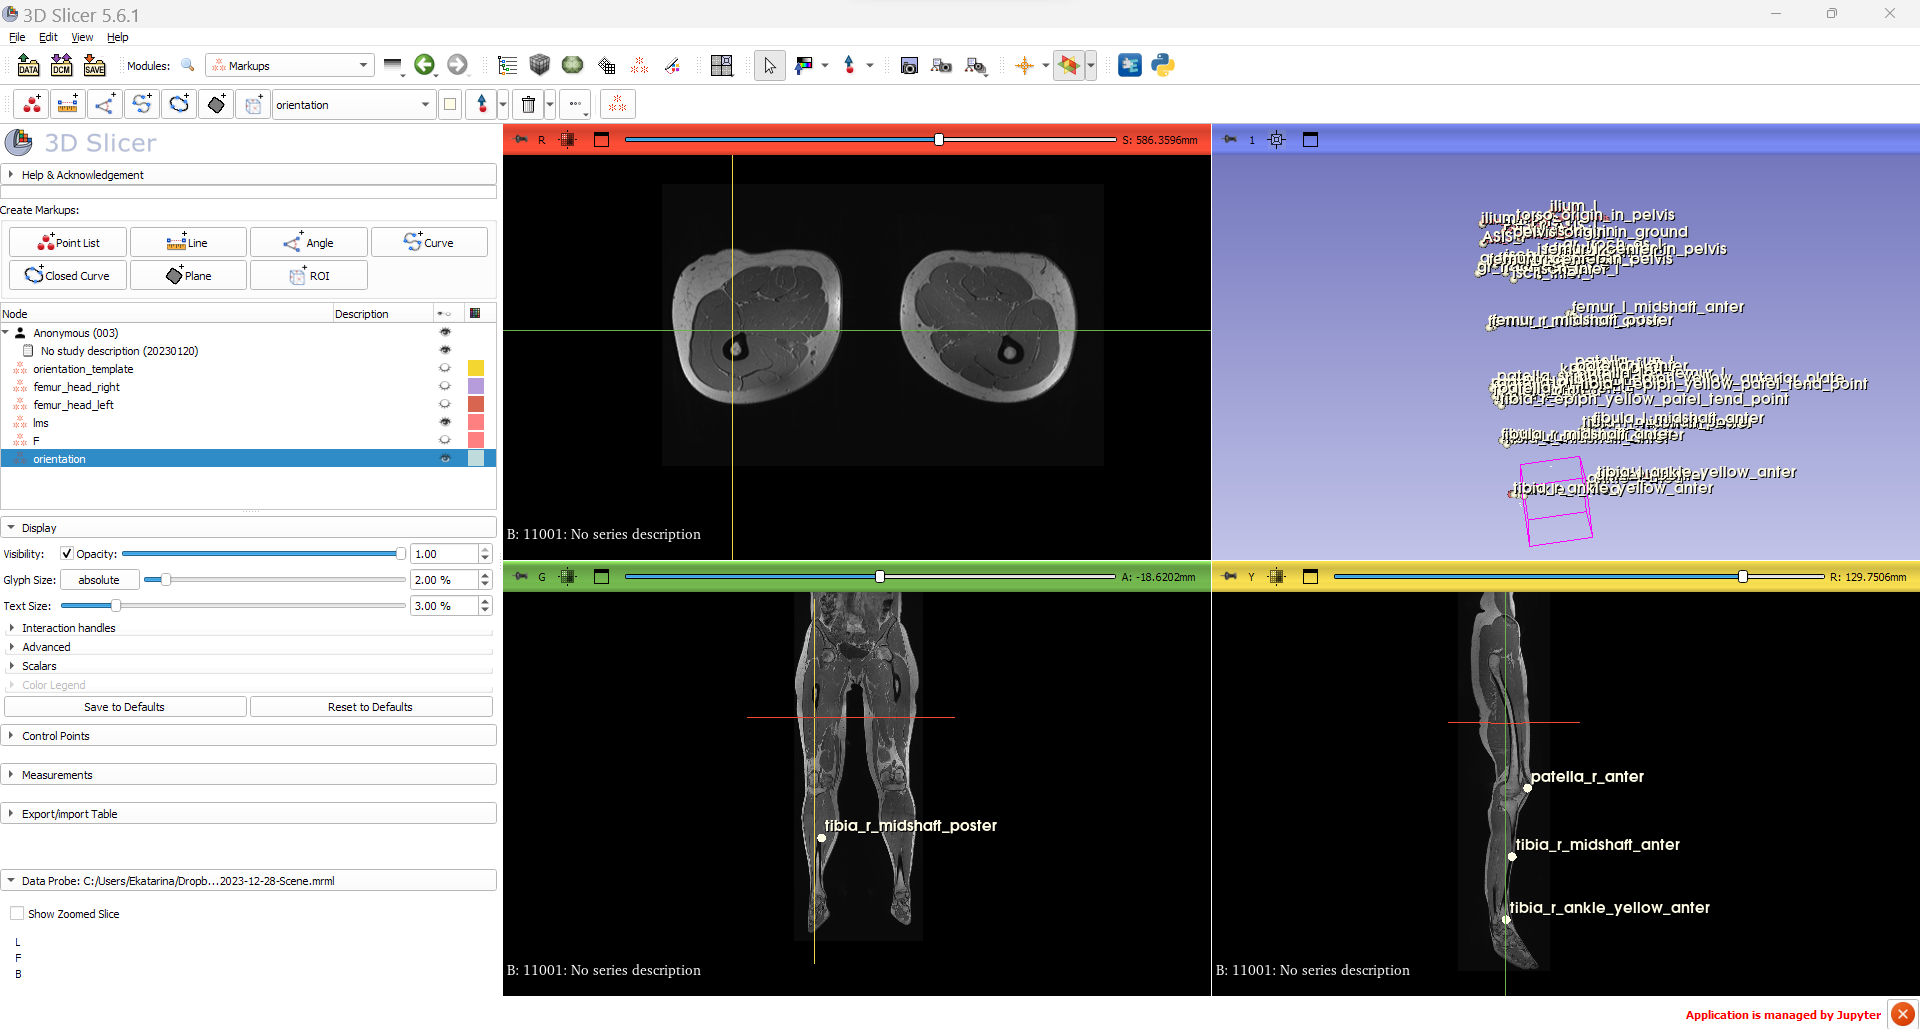 3D Slicer 5.6.1
File Edit View Help
DATA DCM SAVE Modules: Markups
orientation
3D Slicer
Help & Acknowledgement
Create Markups:
Point List Line Angle Curve
Closed Curve Plane ROI
Node Description
Anonymous (003)
No study description (20230120)
orientation_template
femur_head_right
femur_head_left
lms
F
orientation
Display
Visibility: Opacity: 1.00
Glyph Size: absolute 2.00 %
Text Size: 3.00 %
Interaction handles
Advanced
Scalars
Color Legend
Save to Defaults Reset to Defaults
Control Points
Measurements
Export/import Table
Data Probe: C:/Users/Ekatarina/Dropb...2023-12-28-Scene.mrml
Show Zoomed Slice
L
F
B
R S: 586.3596mm
B: 11001: No series description
1
ilium_l
torso_origin_in_pelvis
femur_l_midshaft_anter
femur_r_midshaft_poster
tibia_r_epiph_yellow_patel_tend_point
fibula_l_midshaft_anter
tibia_l_ankle_yellow_anter
tibia_r_ankle_yellow_anter
G A: -18.6202mm
tibia_r_midshaft_poster
B: 11001: No series description
Y R: 129.7506mm
patella_r_anter
tibia_r_midshaft_anter
tibia_r_ankle_yellow_anter
B: 11001: No series description
Application is managed by Jupyter